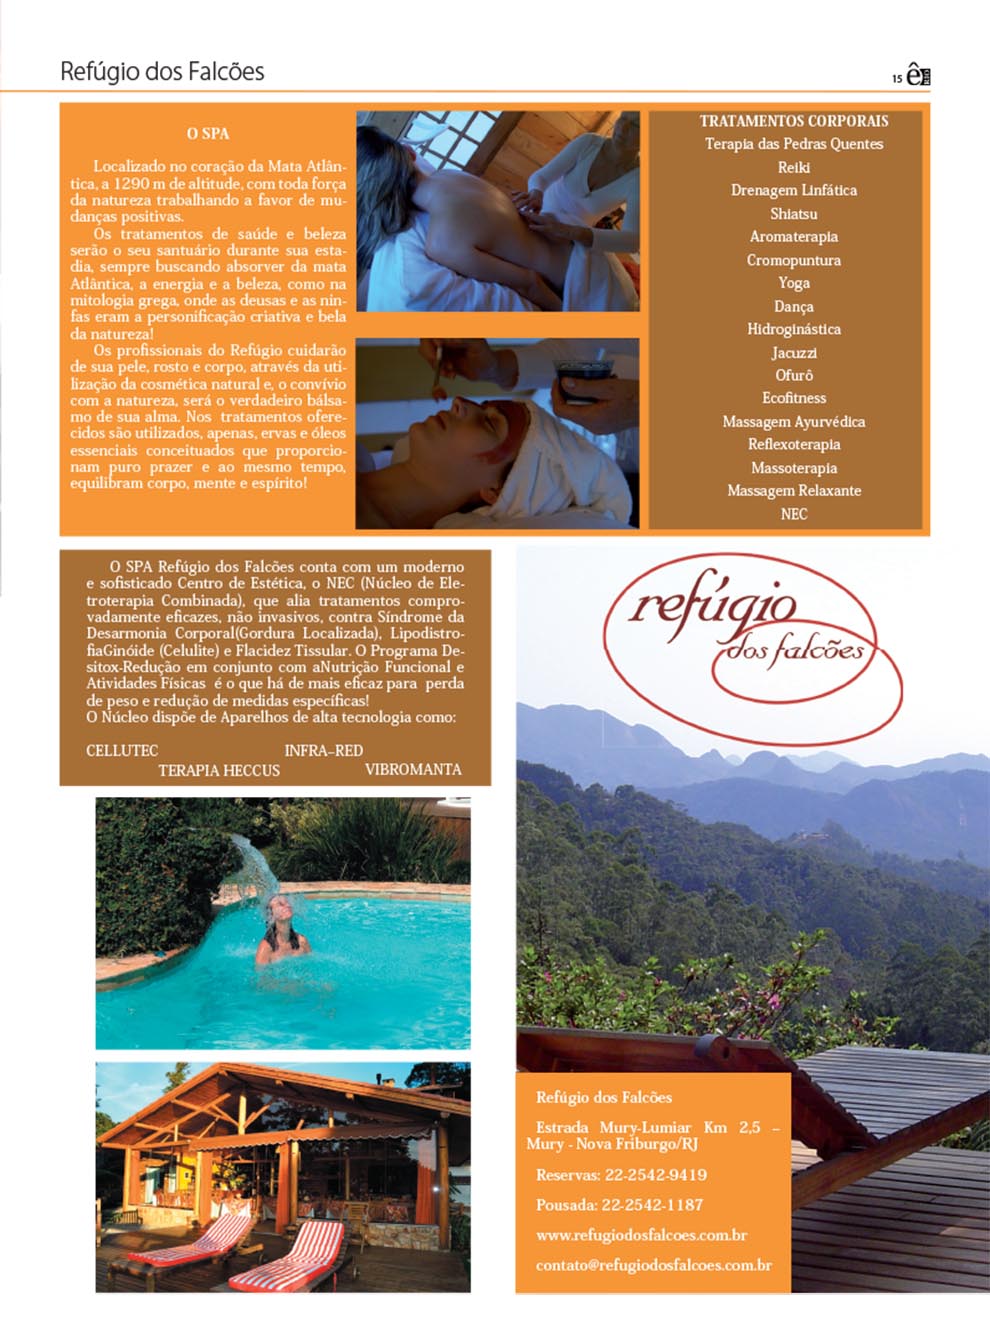 Refúgio dos Falcões
15 ê
O SPA
Localizado no coração da Mata Atlân-
tica, a 1290 m de altitude, com toda força
da natureza trabalhando a favor de mu-
danças positivas.
Os tratamentos de saúde e beleza
serão o seu santuário durante sua esta-
dia, sempre buscando absorver da mata
Atlântica, a energia e a beleza, como na
mitologia grega, onde as deusas e as nin-
fas eram a personificação criativa e bela
da natureza!
Os profissionais do Refúgio cuidarão
de sua pele, rosto e corpo, através da uti-
lização da cosmética natural e, o convívio
com a natureza, será o verdadeiro bálsa-
mo de sua alma. Nos tratamentos ofere-
cidos são utilizados, apenas, ervas e óleos
essenciais conceituados que proporcio-
nam puro prazer e ao mesmo tempo,
equilibram corpo, mente e espírito!
TRATAMENTOS CORPORAIS
Terapia das Pedras Quentes
Reiki
Drenagem Linfática
Shiatsu
Aromaterapia
Cromopuntura
Yoga
Dança
Hidroginástica
Jacuzzi
Ofurô
Ecofitness
Massagem Ayurvédica
Reflexoterapia
Massoterapia
Massagem Relaxante
NEC
O SPA Refúgio dos Falcões conta com um moderno
e sofisticado Centro de Estética, o NEC (Núcleo de Ele-
troterapia Combinada), que alia tratamentos compro-
vadamente eficazes, não invasivos, contra Síndrome da
Desarmonia Corporal(Gordura Localizada), Lipodistro-
fiaGinóide (Celulite) e Flacidez Tissular. O Programa De-
sitox-Redução em conjunto com aNutrição Funcional e
Atividades Físicas é o que há de mais eficaz para perda
de peso e redução de medidas específicas!
O Núcleo dispõe de Aparelhos de alta tecnologia como:
CELLUTEC INFRA-RED
TERAPIA HECCUS VIBROMANTA
refúgio
dos falcões
Refúgio dos Falcões
Estrada Mury-Lumiar Km 2,5 –
Mury - Nova Friburgo/RJ
Reservas: 22-2542-9419
Pousada: 22-2542-1187
www.refugiodosfalcoes.com.br
contato@refugiodosfalcoes.com.br